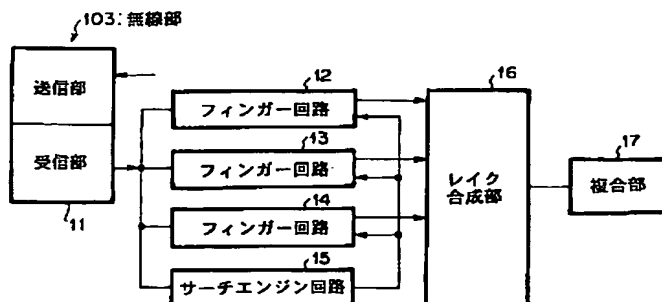 103:無線部
送信部
受信部
11
12
フィンガー回路
13
フィンガー回路
14
フィンガー回路
15
サーチエンジン回路
16
レイク
合成部
17
複合部